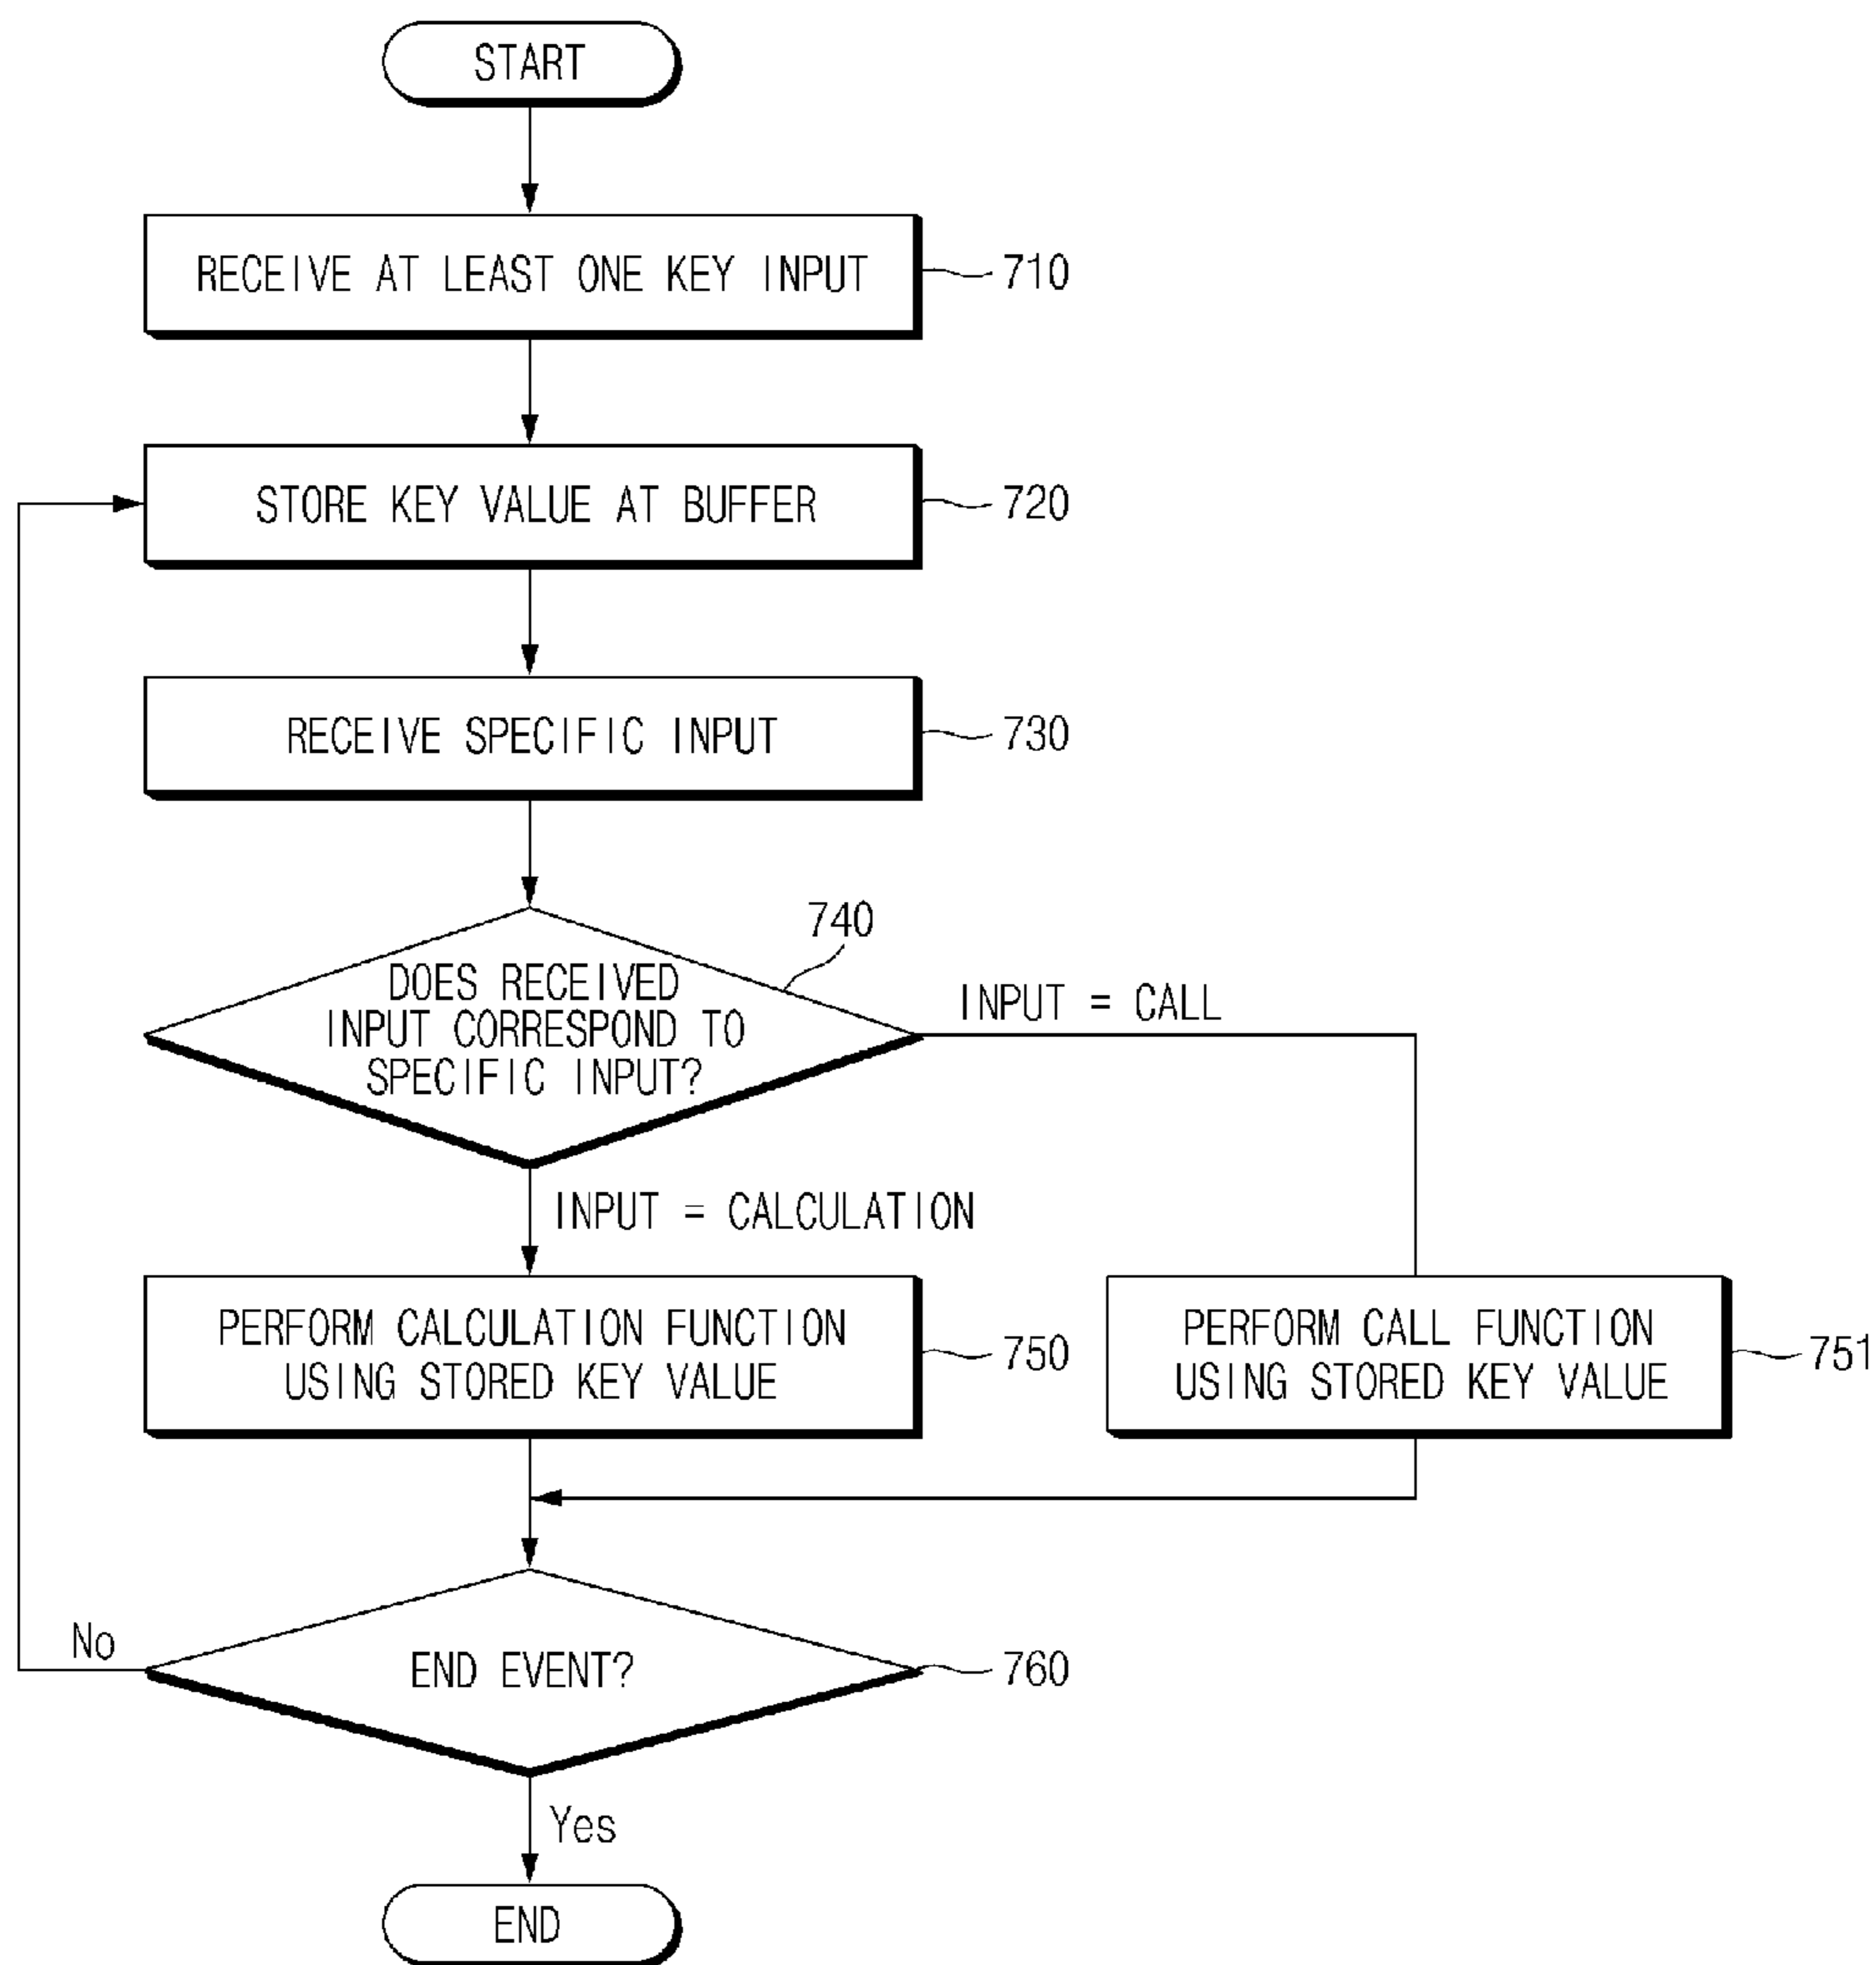 START
RECEIVE AT LEAST ONE KEY INPUT
710
STORE KEY VALUE AT BUFFER
720
RECEIVE SPECIFIC INPUT
730
740
DOES RECEIVED
INPUT CORRESPOND TO
SPECIFIC INPUT?
INPUT = CALL
INPUT = CALCULATION
PERFORM CALCULATION FUNCTION
USING STORED KEY VALUE
750
PERFORM CALL FUNCTION
USING STORED KEY VALUE
751
No
END EVENT?
760
Yes
END